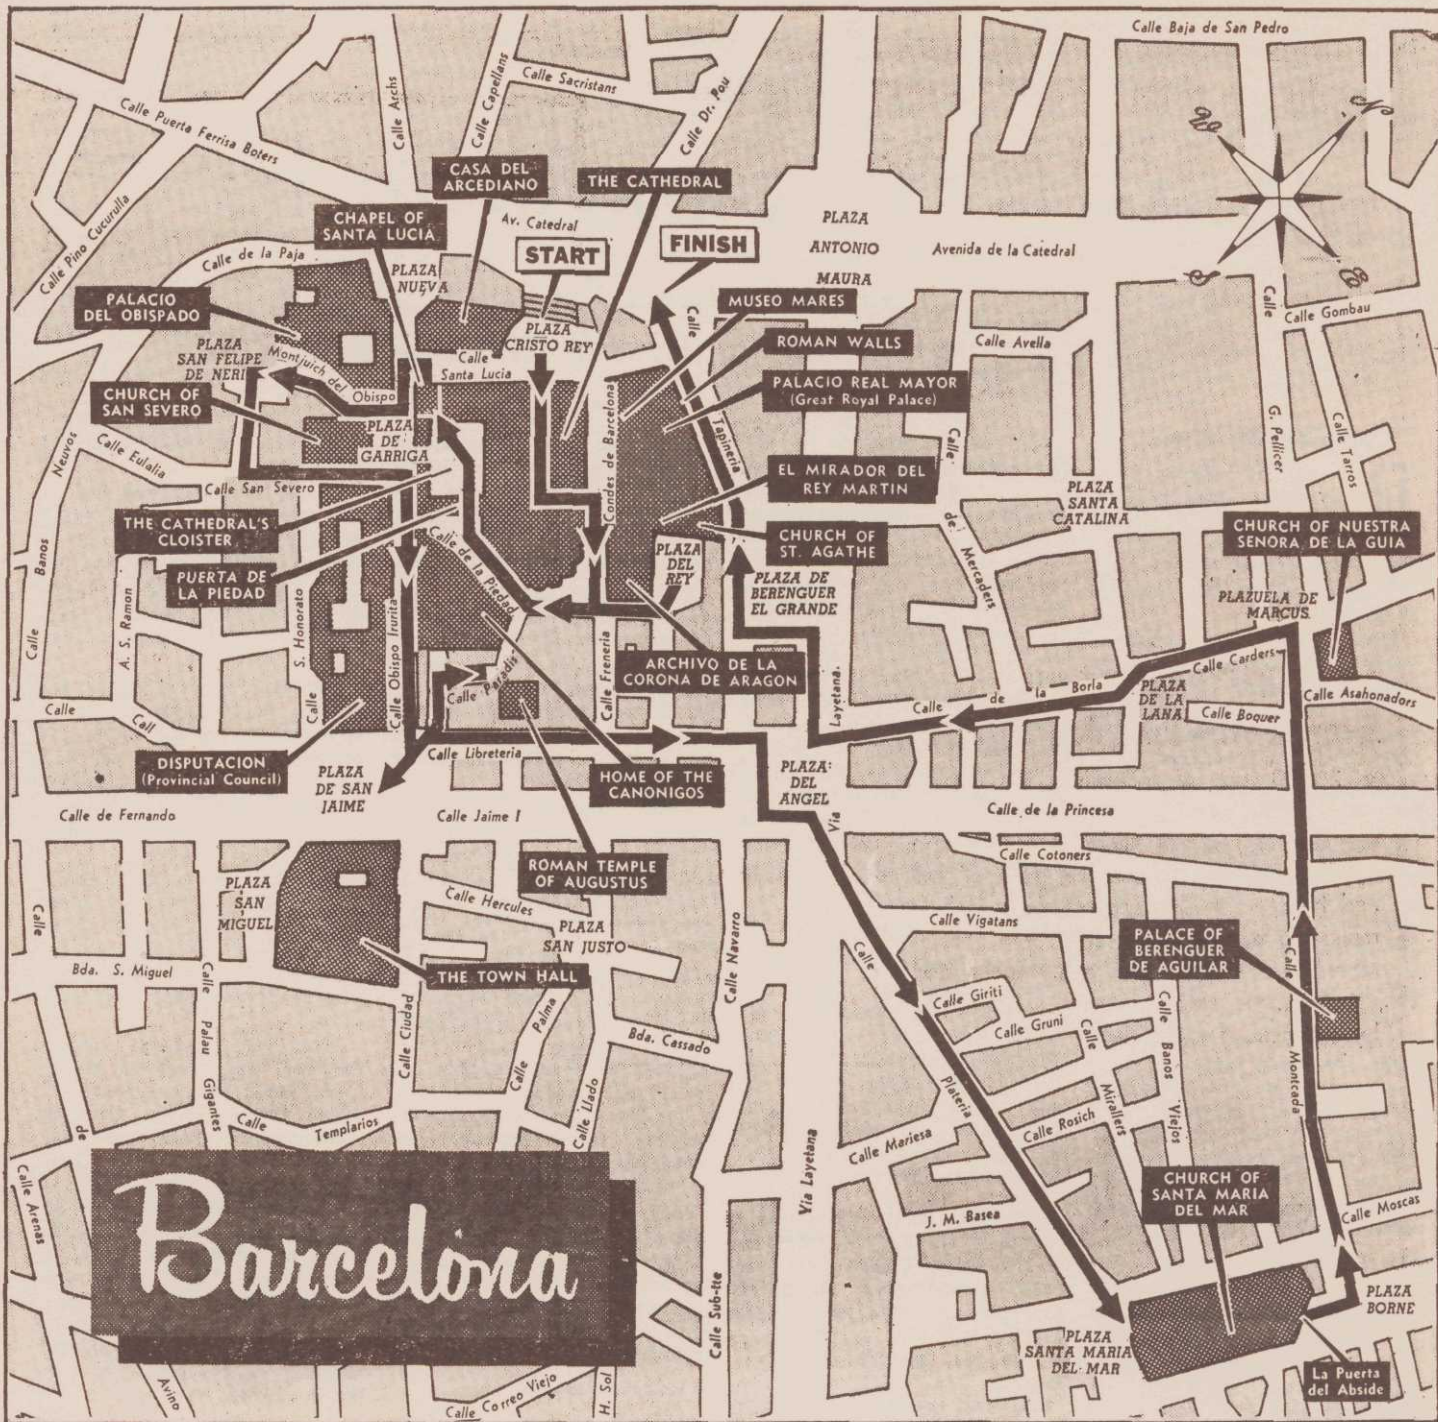 Calle Baja de San Pedro
Calle Sacristans
Calle Capellans
Calle Archs
Calle Dr. Pou
Calle Puerta Ferrisa Boters
Calle Pino Cucurulla
N
O
S
E
CASA DEL
ARCEDIANO
THE CATHEDRAL
CHAPEL OF
SANTA LUCIA
Av. Catedral
START
FINISH
PLAZA
ANTONIO
MAURA
Avenida de la Catedral
Calle de la Paja
PLAZA
NUEVA
PALACIO
DEL OBISPADO
MUSEO MARES
Calle
Calle Gombau
PLAZA
CRISTO REY
Calle
ROMAN WALLS
Calle Avella
PLAZA
SAN FELIPE
DE NERI
Montjuich del
Obispo
Calle
Santa Lucia
PALACIO REAL MAYOR
(Great Royal Palace)
CHURCH OF
SAN SEVERO
PLAZA
DE
GARRIGA
Condes de Barcelona
Tapineria
Calle
G. Pellicer
Calle Tarros
Neuvos
Calle Eulalia
Calle San Severo
EL MIRADOR DEL
REY MARTIN
PLAZA
SANTA
CATALINA
THE CATHEDRAL'S
CLOISTER
Calle de la Piedad
CHURCH OF
ST. AGATHE
de Mercaders
CHURCH OF NUESTRA
SENORA DE LA GUIA
Banos
PUERTA DE
LA PIEDAD
PLAZA
DEL
REY
PLAZA DE
BERENGUER
EL GRANDE
PLAZUELA DE
MARCUS
A. S. Ramon
S. Honorato
Calle Obispo Irurita
Calle
Calle
Calle
Call
Calle
Calle Paradis
Calle Freneria
ARCHIVO DE LA
CORONA DE ARAGON
Layetana.
Calle de la Borla
Calle Carders
PLAZA
DE LA
LANA
Calle Boquer
Calle Asahonadors
DISPUTACION
(Provincial Council)
PLAZA
DE SAN
JAIME
Calle Libreteria
HOME OF THE
CANONIGOS
PLAZA
DEL
ANGEL
Via
Calle de Fernando
Calle Jaime I
Calle de la Princesa
ROMAN TEMPLE
OF AUGUSTUS
Calle Cotoners
PLAZA
SAN
MIGUEL
Calle Hercules
PLAZA
SAN JUSTO
Calle Vigatans
PALACE OF
BERENGUER
DE AGUILAR
Calle
Calle
Bda. S. Miguel
THE TOWN HALL
Calle Navarro
Calle
Calle Giriti
Calle Gruni
Calle
Palau
Gigantes
Calle Ciudad
Calle
Palma
Bda. Cassado
Calle Llado
Plateria
Calle
Mirallers
Calle
Banos
Viejos
Montcada
de
Calle
Templarios
Calle Rosich
Calle Mariesa
Calle Arenas
Via Layetana
CHURCH OF
SANTA MARIA
DEL MAR
Calle Moscas
J. M. Basea
Barcelona
Calle Sub-tte
PLAZA
BORNE
PLAZA
SANTA MARIA
DEL MAR
La Puerta
del Abside
Avino
Calle Correo Viejo
H. Sol